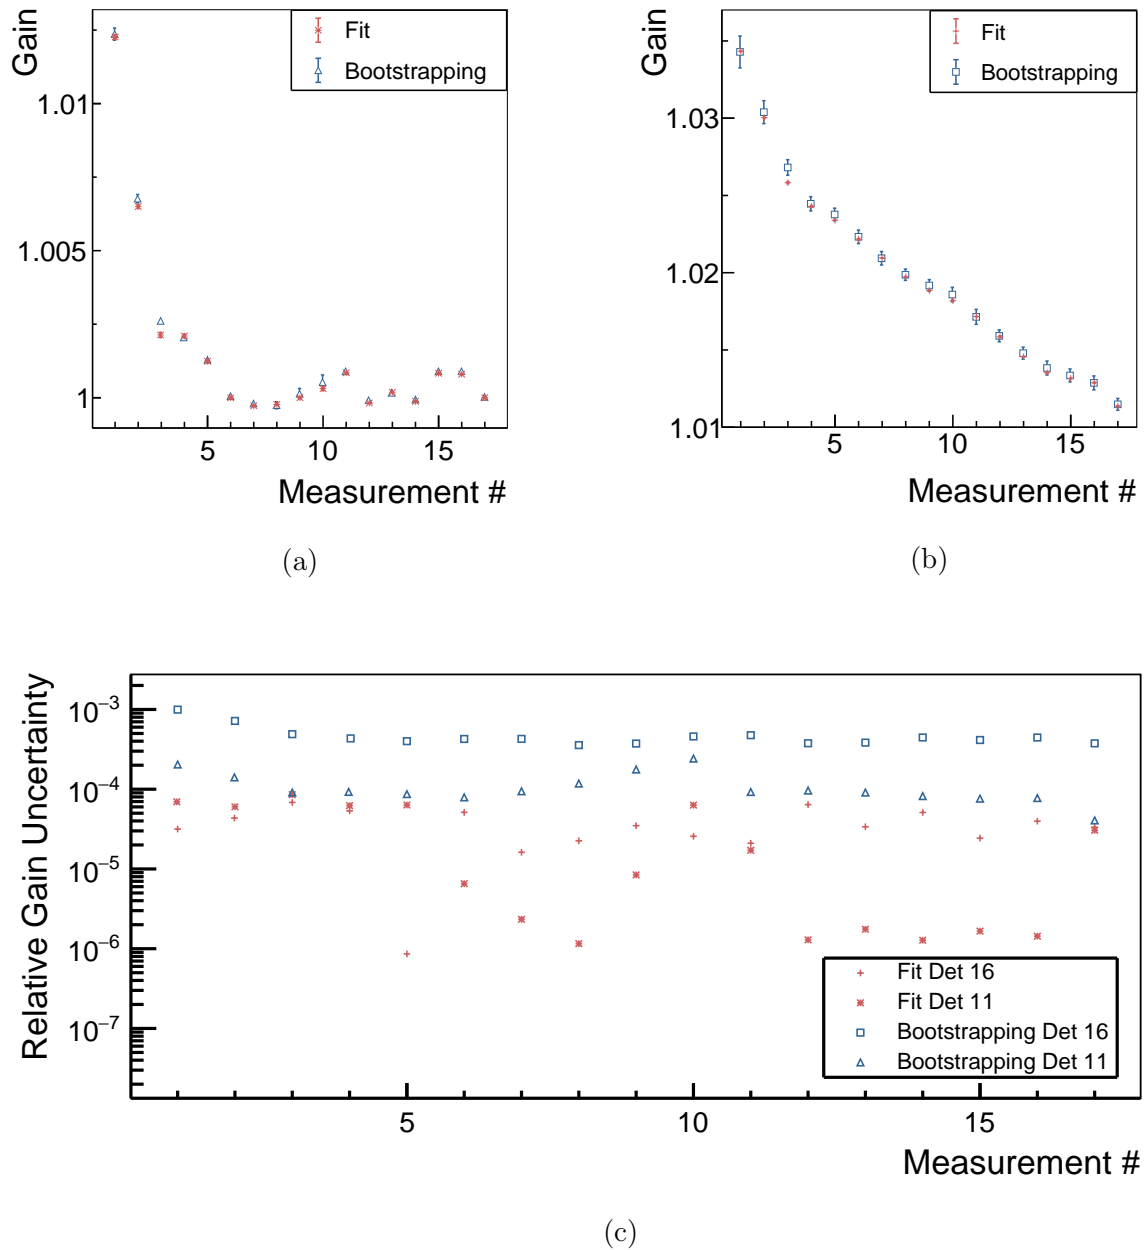 Gain
Fit
Bootstrapping
1.01
1.005
1
5
10
15
Measurement #
(a)
Gain
Fit
Bootstrapping
1.03
1.02
1.01
5
10
15
Measurement #
(b)
Relative Gain Uncertainty
10⁻³
10⁻⁴
10⁻⁵
10⁻⁶
10⁻⁷
Fit Det 16
Fit Det 11
Bootstrapping Det 16
Bootstrapping Det 11
5
10
15
Measurement #
(c)